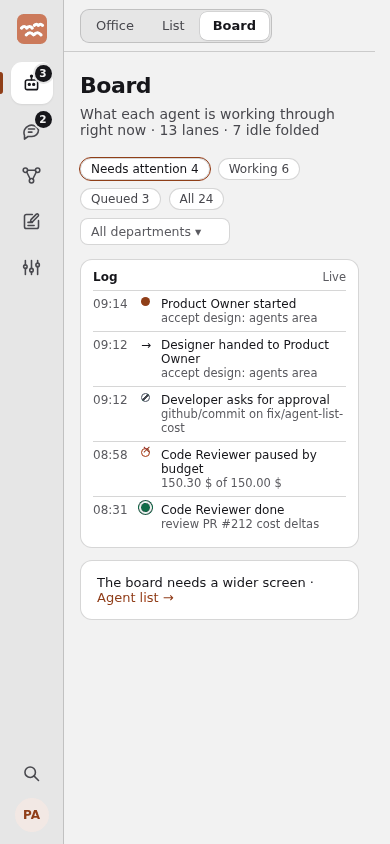 Office List Board
3
2
Board
What each agent is working through
right now · 13 lanes · 7 idle folded
Needs attention 4 Working 6
Queued 3 All 24
All departments ▾
Log Live
09:14 Product Owner started
accept design: agents area
09:12 → Designer handed to Product
Owner
accept design: agents area
09:12 Developer asks for approval
github/commit on fix/agent-list-
cost
08:58 Code Reviewer paused by
budget
150.30 $ of 150.00 $
08:31 Code Reviewer done
review PR #212 cost deltas
The board needs a wider screen ·
Agent list →
PA